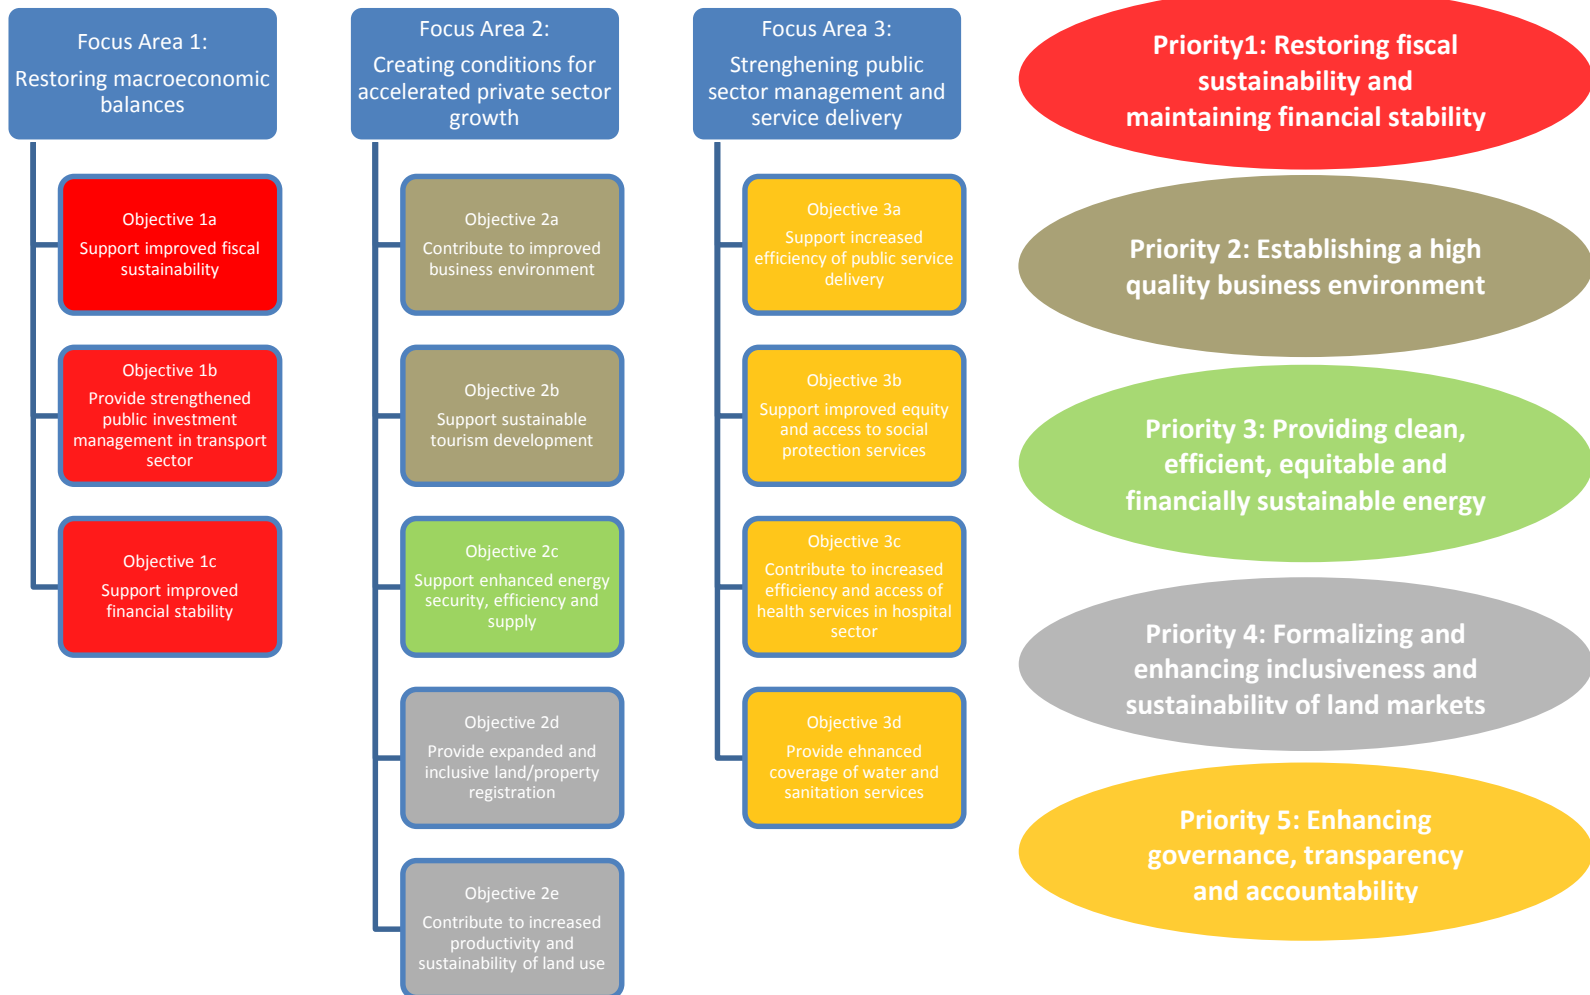 Focus Area 1:
Restoring macroeconomic
balances
Objective 1a
Support improved fiscal
sustainability
Objective 1b
Provide strengthened
public investment
management in transport
sector
Objective 1c
Support improved
financial stability
Focus Area 2:
Creating conditions for
accelerated private sector
growth
Objective 2a
Contribute to improved
business environment
Objective 2b
Support sustainable
tourism development
Objective 2c
Support enhanced energy
security, efficiency and
supply
Objective 2d
Provide expanded and
inclusive land/property
registration
Objective 2e
Contribute to increased
productivity and
sustainability of land use
Focus Area 3:
Strenghening public
sector management and
service delivery
Objective 3a
Support increased
efficiency of public service
delivery
Objective 3b
Support improved equity
and access to social
protection services
Objective 3c
Contribute to increased
efficiency and access of
health services in hospital
sector
Objective 3d
Provide ehnanced
coverage of water and
sanitation services
Priority1: Restoring fiscal
sustainability and
maintaining financial stability
Priority 2: Establishing a high
quality business environment
Priority 3: Providing clean,
efficient, equitable and
financially sustainable energy
Priority 4: Formalizing and
enhancing inclusiveness and
sustainability of land markets
Priority 5: Enhancing
governance, transparency
and accountability